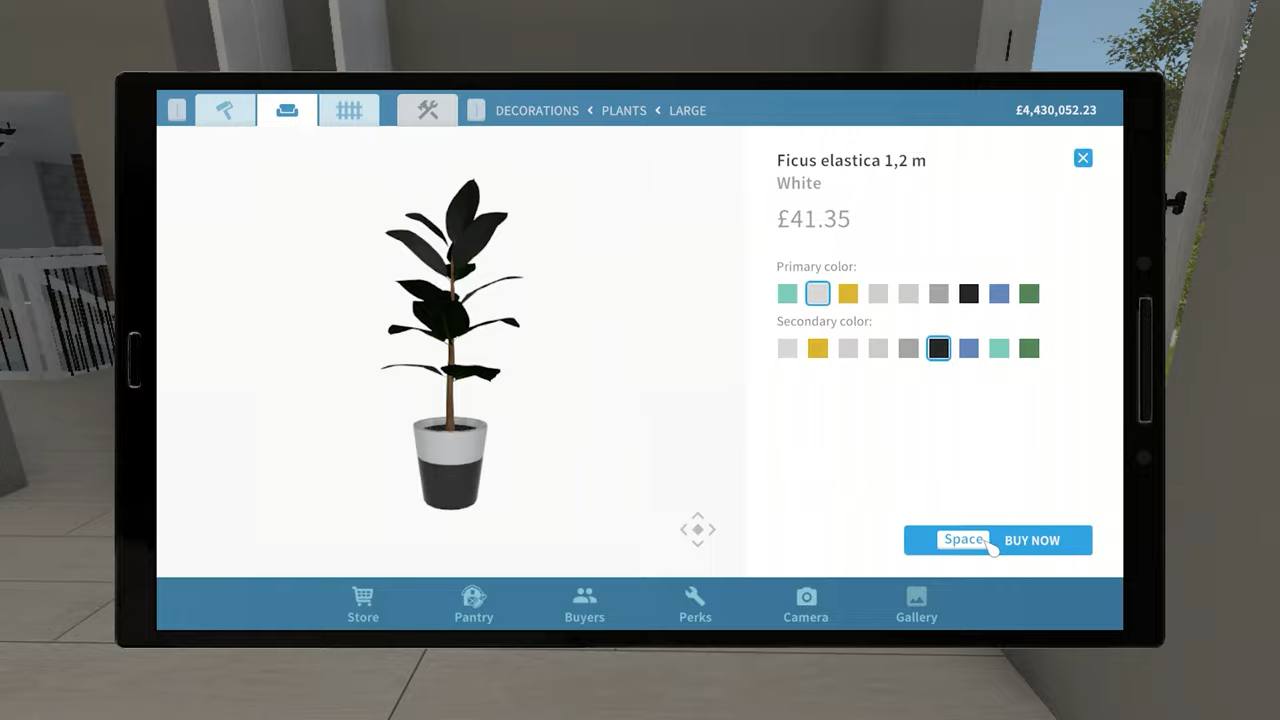 DECORATIONS < PLANTS < LARGE
£4,430,052.23
Ficus elastica 1,2 m
White
£41.35
Primary color:
Secondary color:
Space BUY NOW
Store Pantry Buyers Perks Camera Gallery